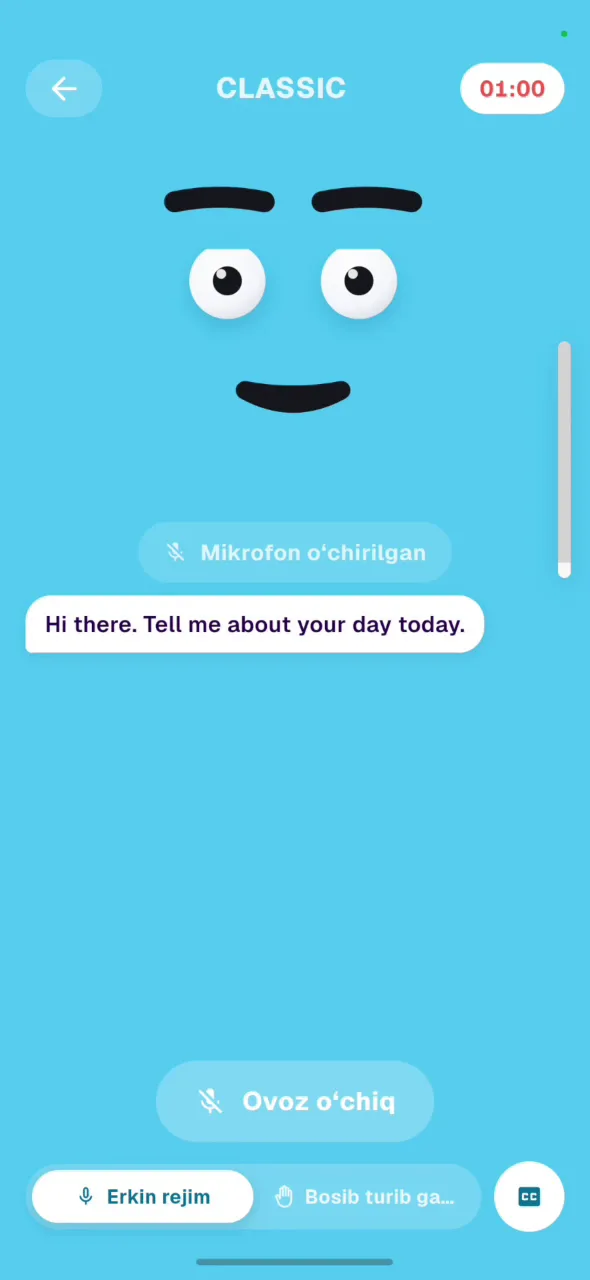 CLASSIC
01:00
Mikrofon o‘chirilgan
Hi there. Tell me about your day today.
Ovoz o‘chiq
Erkin rejim
Bosib turib ga...
CC